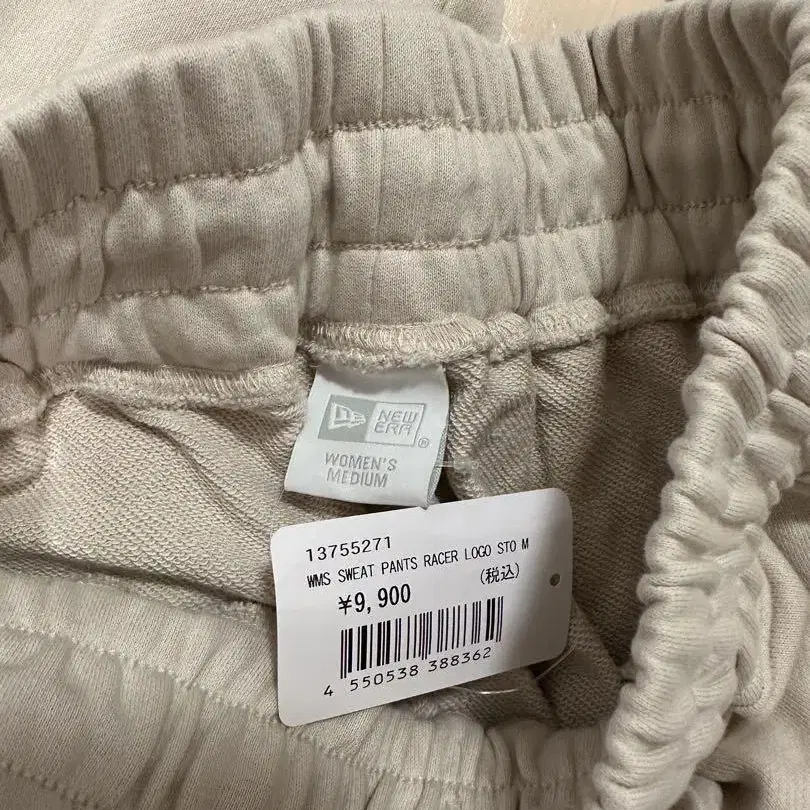 NEW
ERA®
WOMEN'S
MEDIUM
13755271
WMS SWEAT PANTS RACER LOGO STO M
¥9,900 (税込)
4 550538 388362